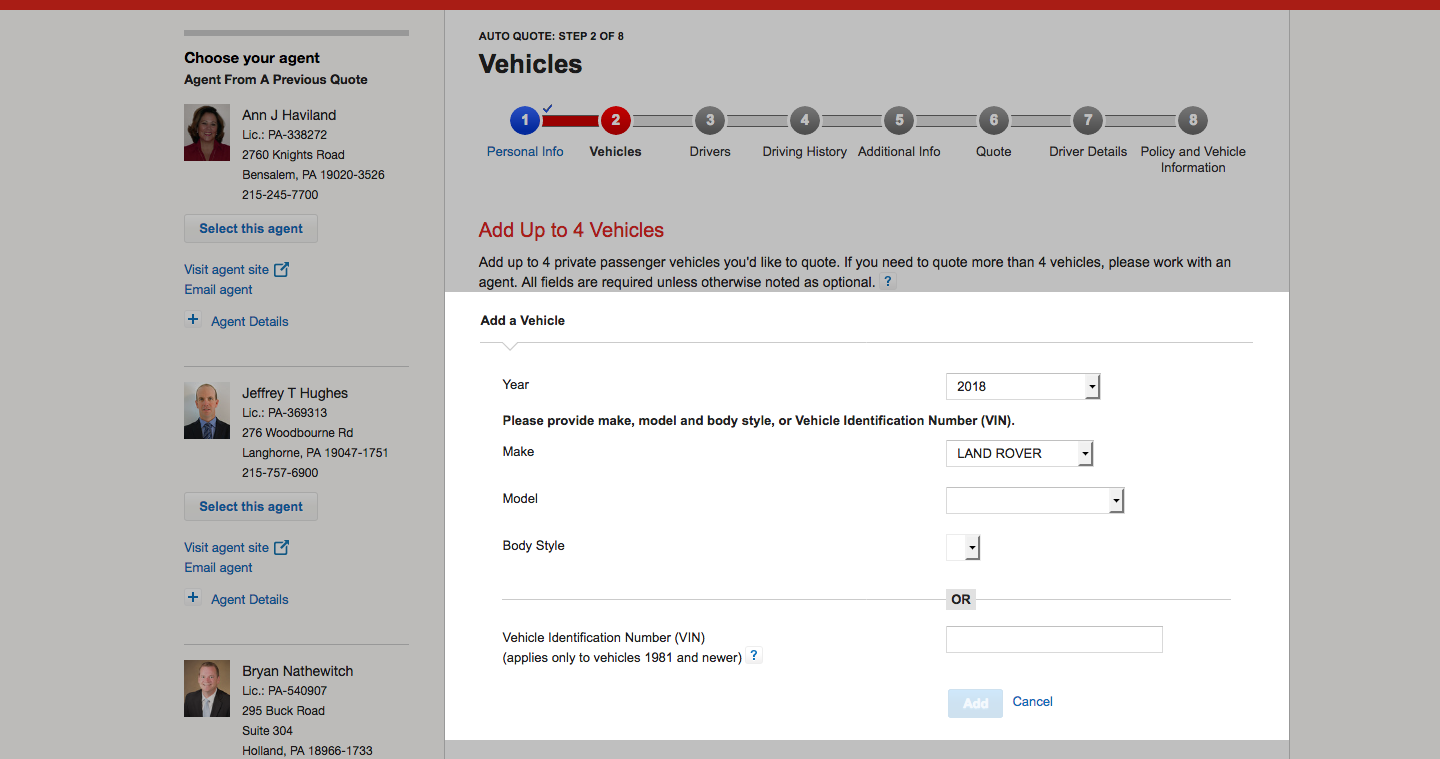 Choose your agent
Agent From A Previous Quote
Ann J Haviland
Lic.: PA-338272
2760 Knights Road
Bensalem, PA 19020-3526
215-245-7700
Select this agent
Visit agent site
Email agent
+ Agent Details
Jeffrey T Hughes
Lic.: PA-369313
276 Woodbourne Rd
Langhorne, PA 19047-1751
215-757-6900
Select this agent
Visit agent site
Email agent
+ Agent Details
Bryan Nathewitch
Lic.: PA-540907
295 Buck Road
Suite 304
Holland, PA 18966-1733
AUTO QUOTE: STEP 2 OF 8
Vehicles
1 2 3 4 5 6 7 8
Personal Info Vehicles Drivers Driving History Additional Info Quote Driver Details Policy and Vehicle
Information
Add Up to 4 Vehicles
Add up to 4 private passenger vehicles you'd like to quote. If you need to quote more than 4 vehicles, please work with an
agent. All fields are required unless otherwise noted as optional. ?
Add a Vehicle
Year 2018
Please provide make, model and body style, or Vehicle Identification Number (VIN).
Make LAND ROVER
Model
Body Style
OR
Vehicle Identification Number (VIN)
(applies only to vehicles 1981 and newer) ?
Add Cancel